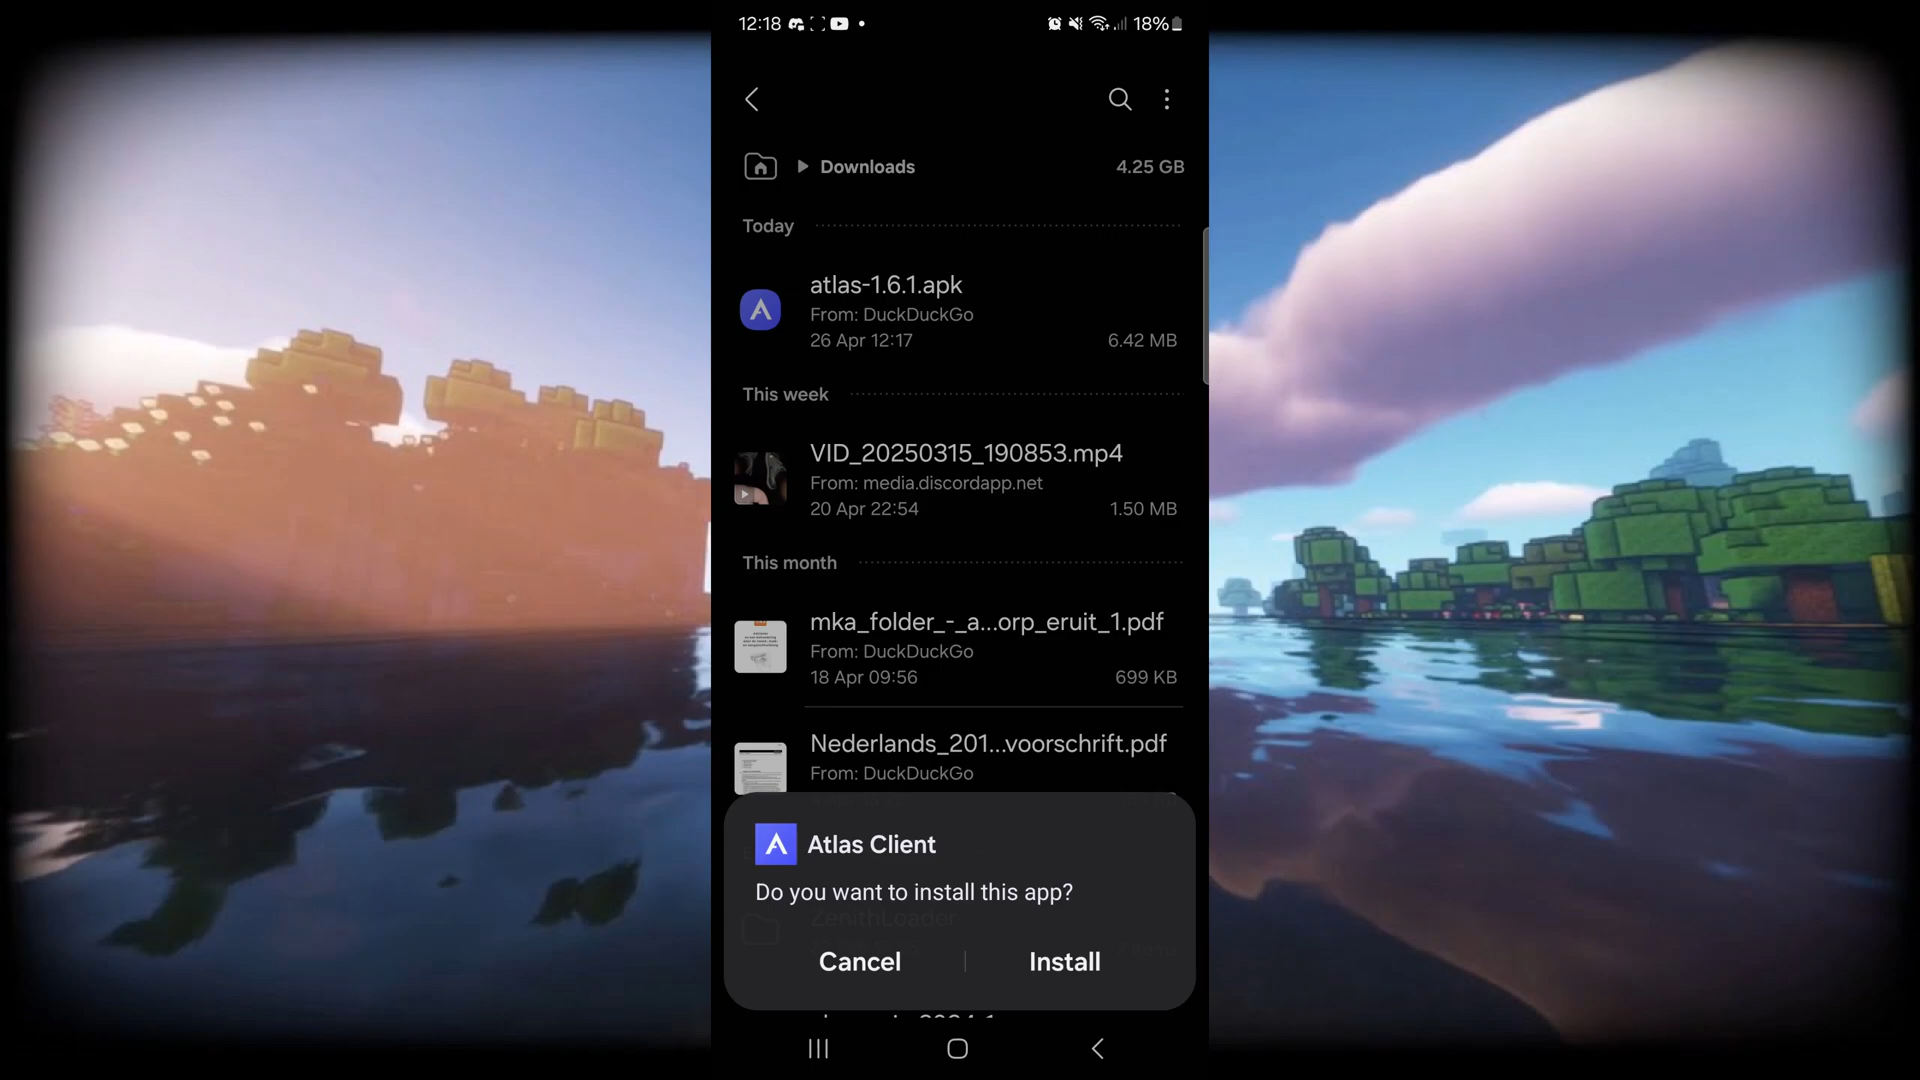 12:18
18%
Downloads
4.25 GB
Today
atlas-1.6.1.apk
From: DuckDuckGo
26 Apr 12:17
6.42 MB
This week
VID_20250315_190853.mp4
From: media.discordapp.net
20 Apr 22:54
1.50 MB
This month
mka_folder_-_a...orp_eruit_1.pdf
From: DuckDuckGo
18 Apr 09:56
699 KB
Nederlands_201...voorschrift.pdf
From: DuckDuckGo
Atlas Client
Do you want to install this app?
ZenithLoader
Cancel
Install